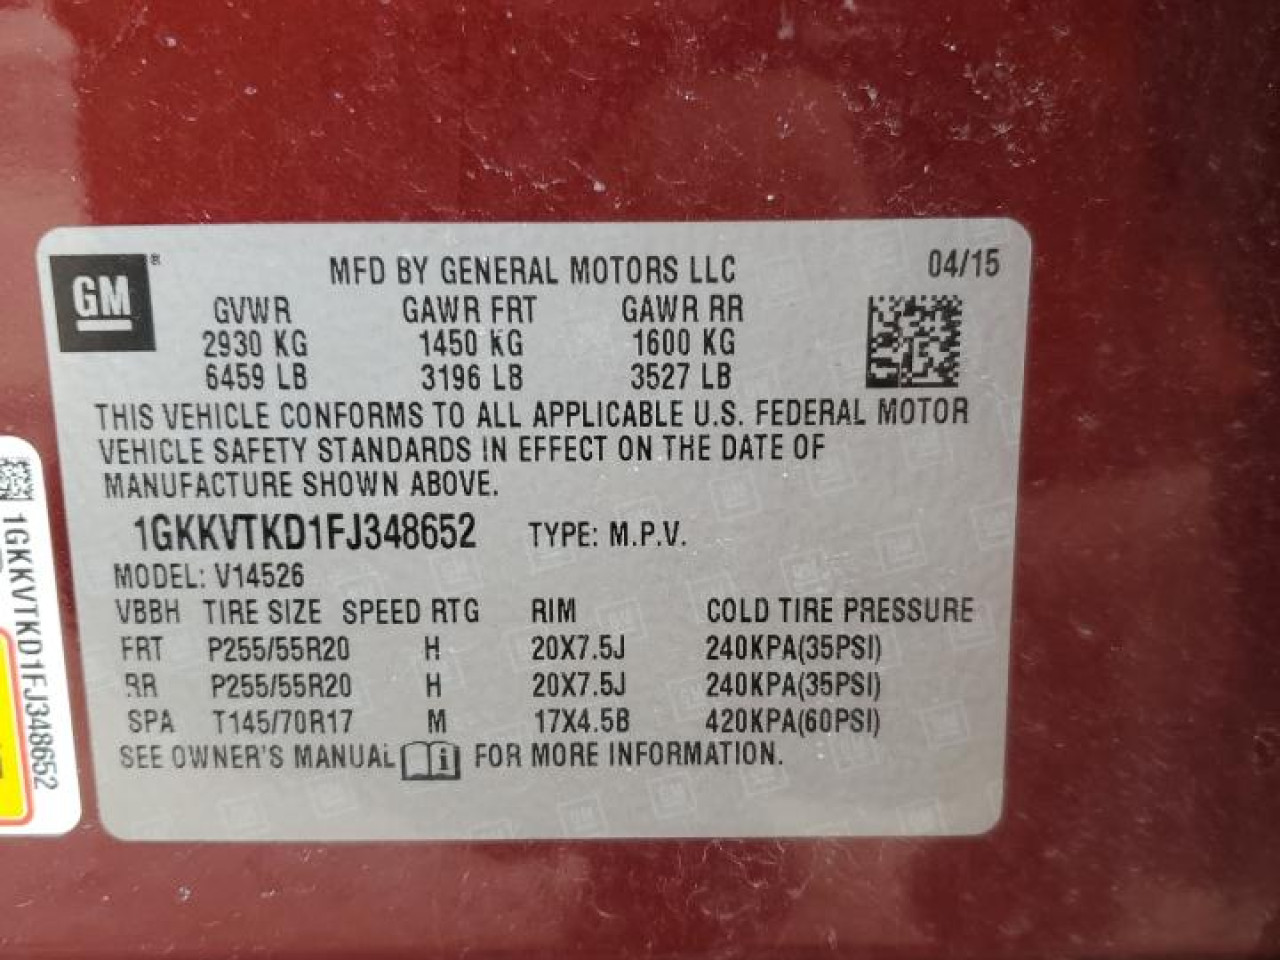 GM®
MFD BY GENERAL MOTORS LLC 04/15
GVWR GAWR FRT GAWR RR
2930 KG 1450 KG 1600 KG
6459 LB 3196 LB 3527 LB
THIS VEHICLE CONFORMS TO ALL APPLICABLE U.S. FEDERAL MOTOR
VEHICLE SAFETY STANDARDS IN EFFECT ON THE DATE OF
MANUFACTURE SHOWN ABOVE.
1GKKVTKD1FJ348652 TYPE: M.P.V.
MODEL: V14526
VBBH TIRE SIZE SPEED RTG RIM COLD TIRE PRESSURE
FRT P255/55R20 H 20X7.5J 240KPA(35PSI)
RR P255/55R20 H 20X7.5J 240KPA(35PSI)
SPA T145/70R17 M 17X4.5B 420KPA(60PSI)
SEE OWNER'S MANUAL FOR MORE INFORMATION.
1GKKVTKD1FJ348652